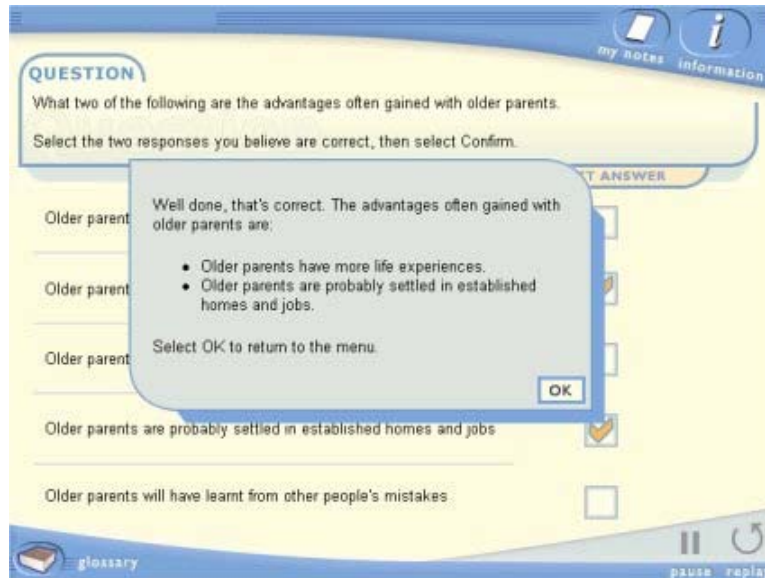 my notes
information
QUESTION
What two of the following are the advantages often gained with older parents.
Select the two responses you believe are correct, then select Confirm.
ANSWER
Older parent
Well done, that's correct. The advantages often gained with
older parents are:
• Older parents have more life experiences.
Older parent
• Older parents are probably settled in established
homes and jobs.
Older parent
Select OK to return to the menu.
OK
Older parents are probably settled in established homes and jobs
Older parents will have learnt from other people's mistakes
glossary
pause
repla